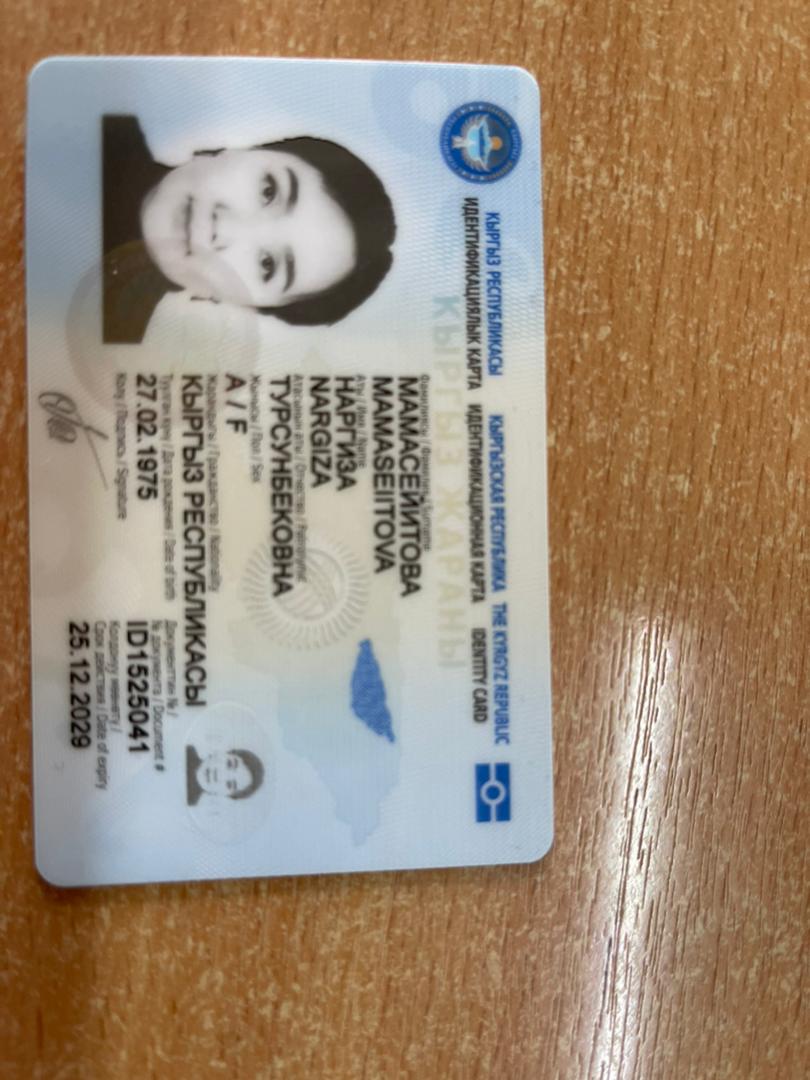 КЫРГЫЗ РЕСПУБЛИКАСЫ КЫРГЫЗСКАЯ РЕСПУБЛИКА THE KYRGYZ REPUBLIC
ИДЕНТИФИКАЦИЯЛЫК КАРТА ИДЕНТИФИКАЦИОННАЯ КАРТА IDENTITY CARD
КЫРГЫЗ ЖАРАНЫ
Фамилиясы / Фамилия / Surname
МАМАСЕЙИТОВА
MAMASEIITOVA
Аты / Имя / Name
НАРГИЗА
NARGIZA
Атасынын аты / Отчество / Patronymic
ТУРСУНБЕКОВНА
Жынысы / Пол / Sex
А / F
Жарандыгы / Гражданство / Nationality
КЫРГЫЗ РЕСПУБЛИКАСЫ
Туулган күнү / Дата рождения / Date of birth
27.02.1975
Документтин № /
№ документа / Document #
ID1525041
Колу / Подпись / Signature
Колдонуу мөөнөтү /
Срок действия / Date of expiry
25.12.2029